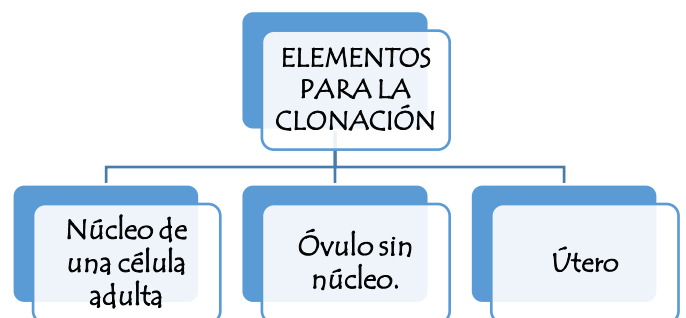 ELEMENTOS
PARA LA
CLONACIÓN
Núcleo de
una célula
adulta
Óvulo sin
núcleo.
Útero